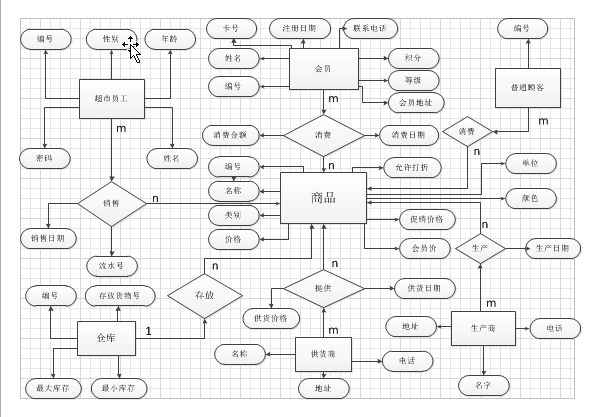 卡号
注册日期
联系电话
编号
编号
性别
年龄
姓名
会员
积分
编号
等级
会员地址
普通顾客
超市员工
m
m
m
密码
姓名
消费金额
消费
消费日期
消费
n
n
编号
允许打折
单位
名称
商品
颜色
销售
n
类别
促销价格
销售日期
价格
会员价
n
生产
生产日期
流水号
n
n
编号
存放货物号
存放
提供
供货日期
供货价格
m
仓库
1
m
地址
生产商
电话
名称
供货商
电话
最大库存
最小库存
地址
名字